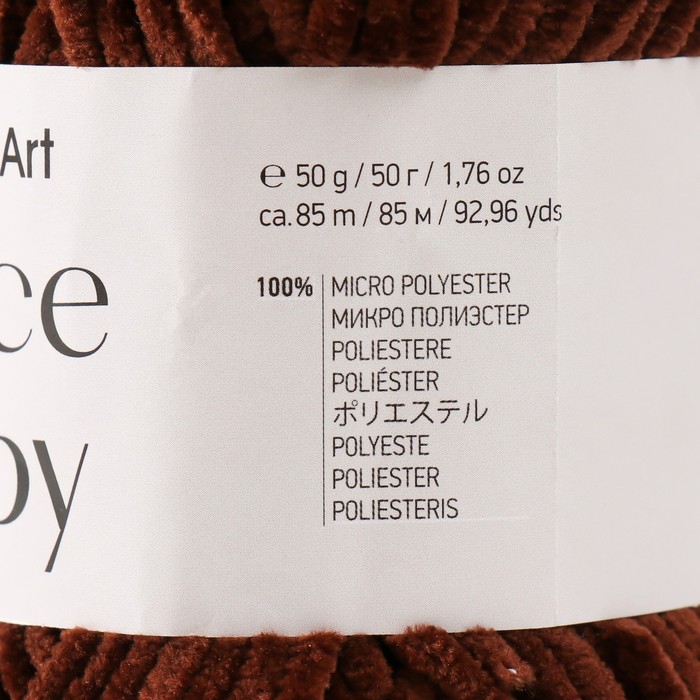 Art
ce
by
℮ 50 g / 50 г / 1,76 oz
ca.85 m / 85 м / 92,96 yds
100% MICRO POLYESTER
МИКРО ПОЛИЭСТЕР
POLIESTERE
POLIÉSTER
ポリエステル
POLYESTE
POLIESTER
POLIESTERIS